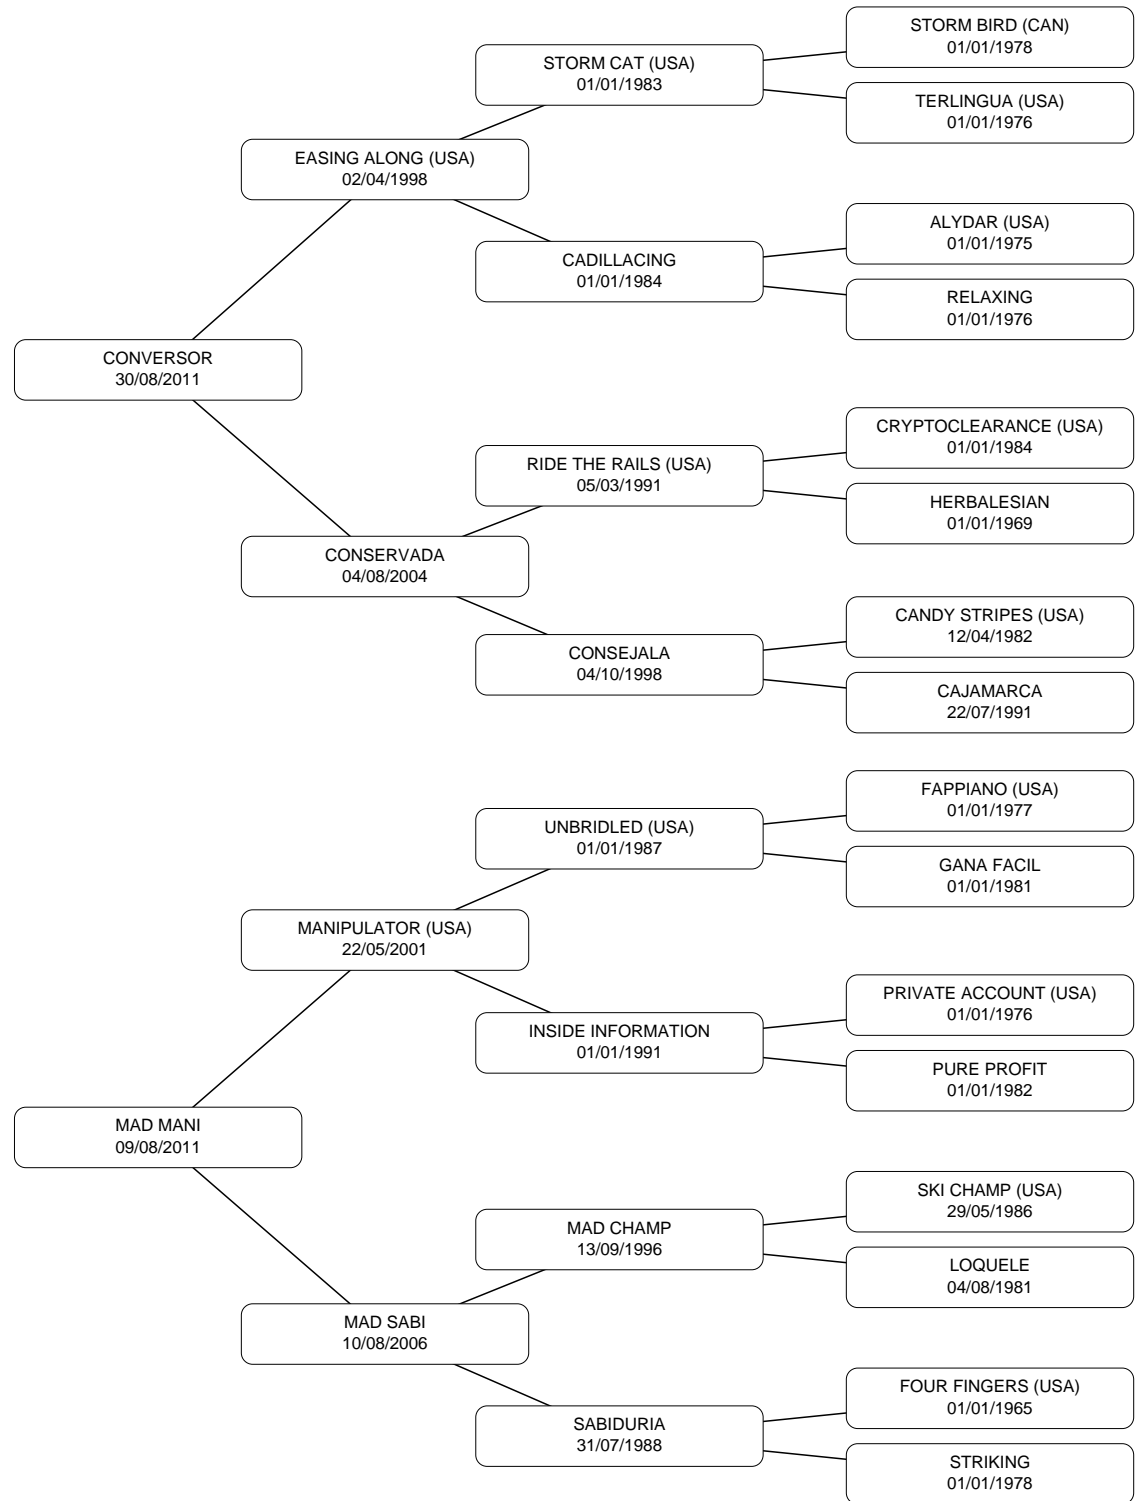 STORM BIRD (CAN)
01/01/1978
STORM CAT (USA)
01/01/1983
TERLINGUA (USA)
01/01/1976
EASING ALONG (USA)
02/04/1998
ALYDAR (USA)
01/01/1975
CADILLACING
01/01/1984
RELAXING
01/01/1976
CONVERSOR
30/08/2011
CRYPTOCLEARANCE (USA)
01/01/1984
RIDE THE RAILS (USA)
05/03/1991
HERBALESIAN
01/01/1969
CONSERVADA
04/08/2004
CANDY STRIPES (USA)
12/04/1982
CONSEJALA
04/10/1998
CAJAMARCA
22/07/1991
FAPPIANO (USA)
01/01/1977
UNBRIDLED (USA)
01/01/1987
GANA FACIL
01/01/1981
MANIPULATOR (USA)
22/05/2001
PRIVATE ACCOUNT (USA)
01/01/1976
INSIDE INFORMATION
01/01/1991
PURE PROFIT
01/01/1982
MAD MANI
09/08/2011
SKI CHAMP (USA)
29/05/1986
MAD CHAMP
13/09/1996
LOQUELE
04/08/1981
MAD SABI
10/08/2006
FOUR FINGERS (USA)
01/01/1965
SABIDURIA
31/07/1988
STRIKING
01/01/1978